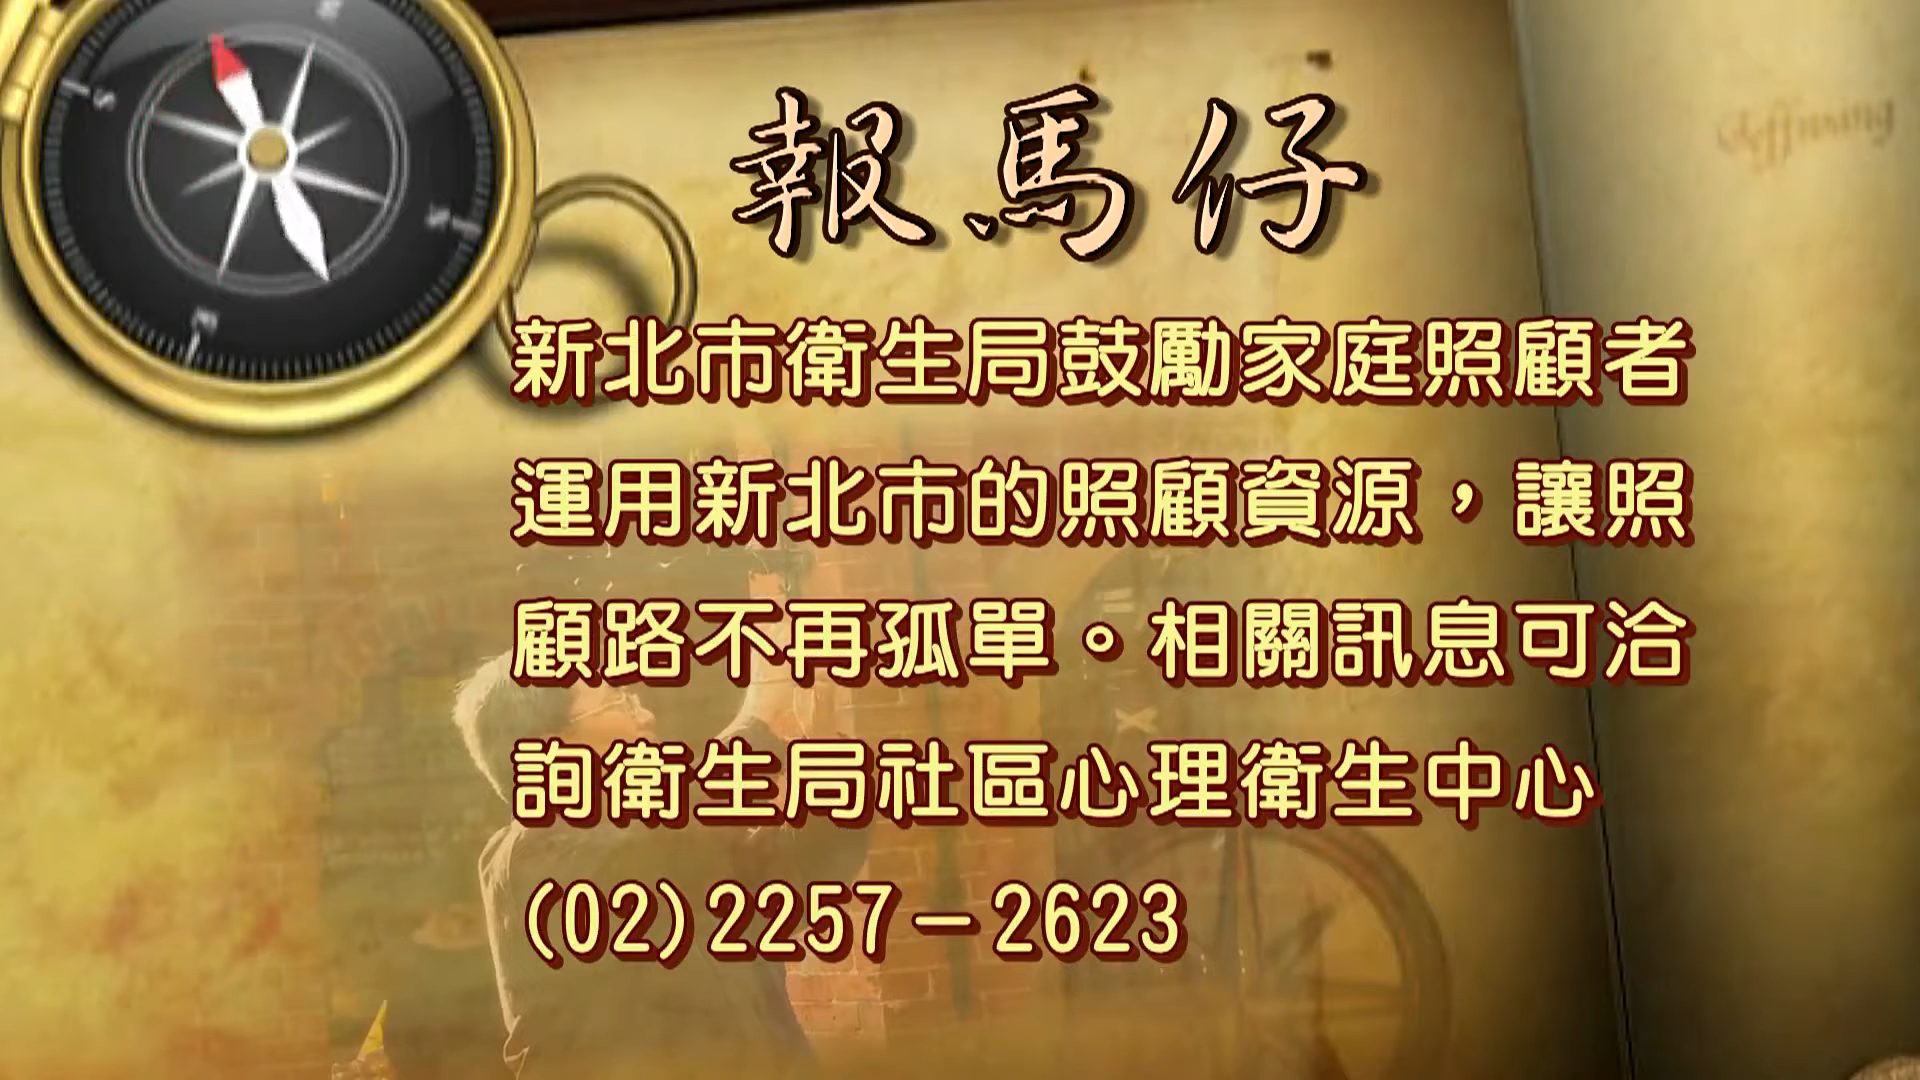 報馬仔
新北市衛生局鼓勵家庭照顧者
運用新北市的照顧資源，讓照
顧路不再孤單。相關訊息可洽
詢衛生局社區心理衛生中心
(02)2257－2623